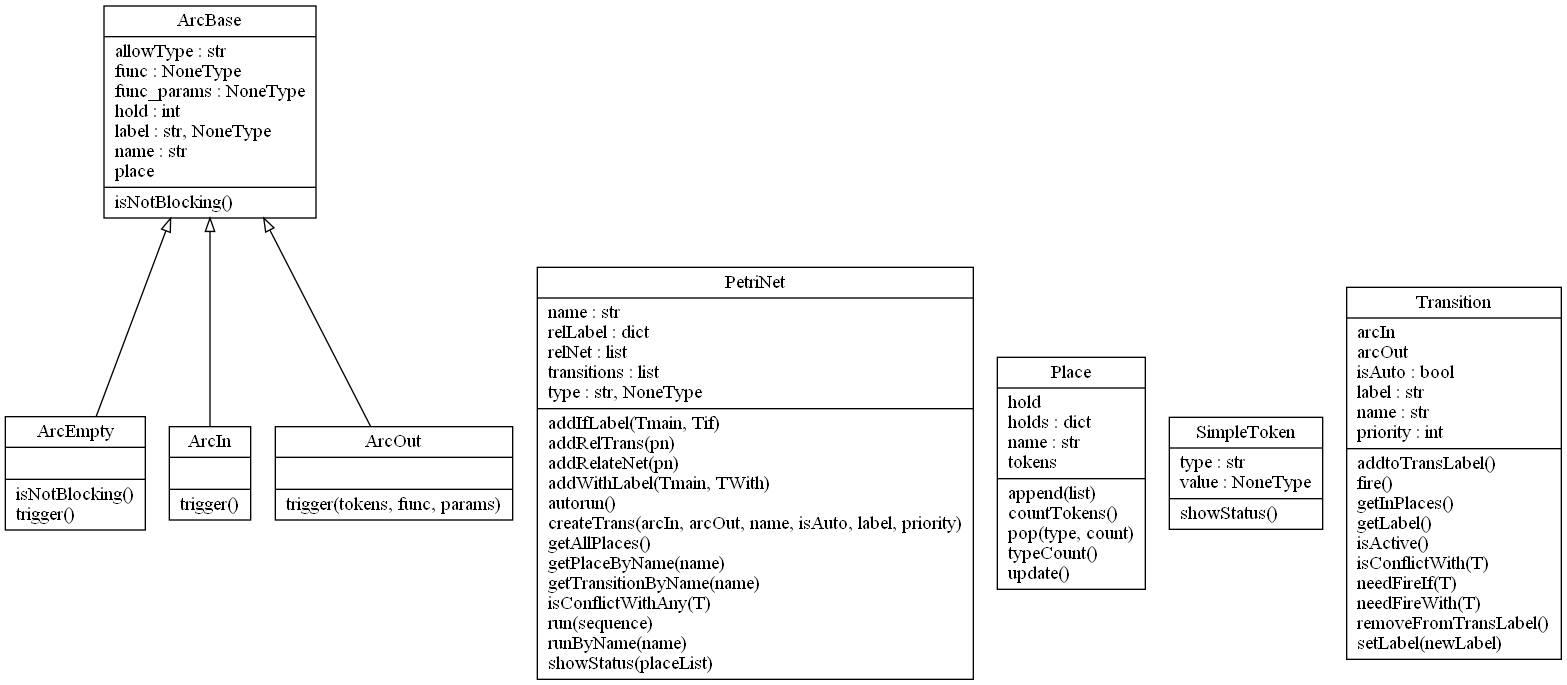 ArcBase
allowType : str
func : NoneType
func_params : NoneType
hold : int
label : str, NoneType
name : str
place
isNotBlocking()
ArcEmpty
isNotBlocking()
trigger()
ArcIn
trigger()
ArcOut
trigger(tokens, func, params)
PetriNet
name : str
relLabel : dict
relNet : list
transitions : list
type : str, NoneType
addIfLabel(Tmain, Tif)
addRelTrans(pn)
addRelateNet(pn)
addWithLabel(Tmain, TWith)
autorun()
createTrans(arcIn, arcOut, name, isAuto, label, priority)
getAllPlaces()
getPlaceByName(name)
getTransitionByName(name)
isConflictWithAny(T)
run(sequence)
runByName(name)
showStatus(placeList)
Place
hold
holds : dict
name : str
tokens
append(list)
countTokens()
pop(type, count)
typeCount()
update()
SimpleToken
type : str
value : NoneType
showStatus()
Transition
arcIn
arcOut
isAuto : bool
label : str
name : str
priority : int
addtoTransLabel()
fire()
getInPlaces()
getLabel()
isActive()
isConflictWith(T)
needFireIf(T)
needFireWith(T)
removeFromTransLabel()
setLabel(newLabel)